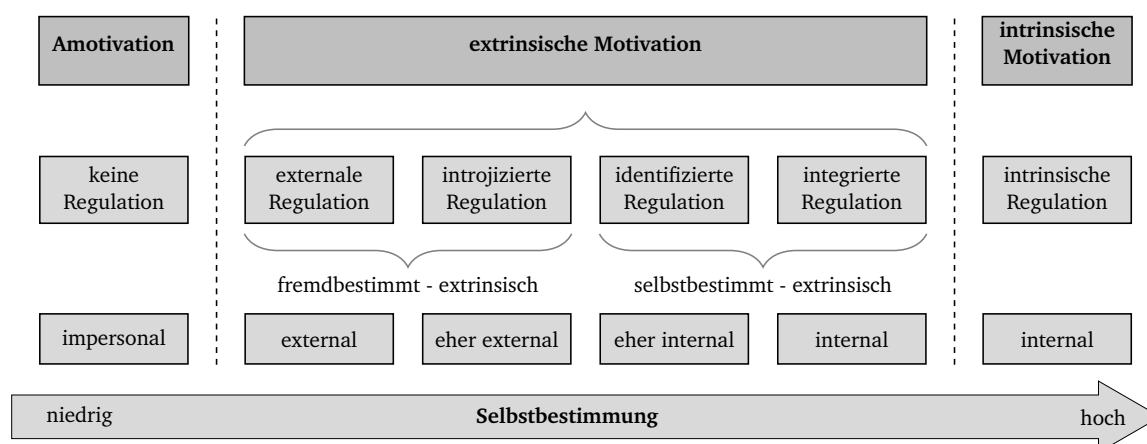 Amotivation
extrinsische Motivation
intrinsische
Motivation
keine
Regulation
externale
Regulation
introjizierte
Regulation
identifizierte
Regulation
integrierte
Regulation
intrinsische
Regulation
fremdbestimmt - extrinsisch
selbstbestimmt - extrinsisch
impersonal
external
eher external
eher internal
internal
internal
niedrig
Selbstbestimmung
hoch